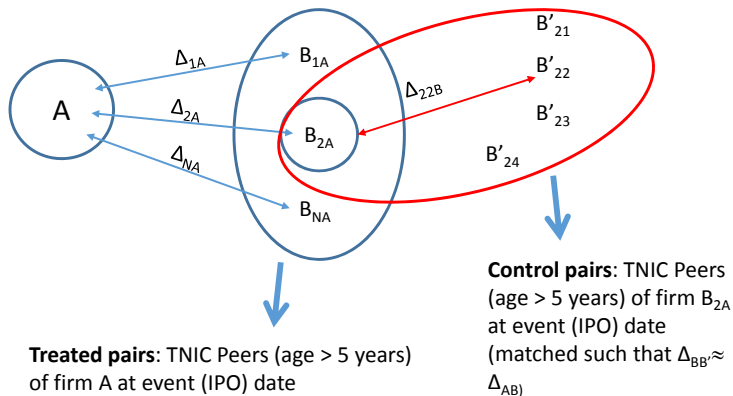 A
Δ1A
Δ2A
ΔNA
B1A
B2A
BNA
Δ22B
B’21
B’22
B’23
B’24
Treated pairs: TNIC Peers (age > 5 years)
of firm A at event (IPO) date
Control pairs: TNIC Peers
(age > 5 years) of firm B2A
at event (IPO) date
(matched such that ΔBB’≈
ΔAB)